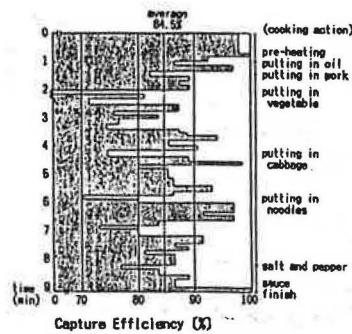 average
84.5%
(cooking action)
0
pre-heating
putting in oil
1
putting in pork
2
putting in
vegetable
3
4
putting in
cabbage
5
putting in
noodles
6
7
8
salt and pepper
sauce
finish
9
time
(min)
0
70
80
90
100
Capture Efficiency (%)